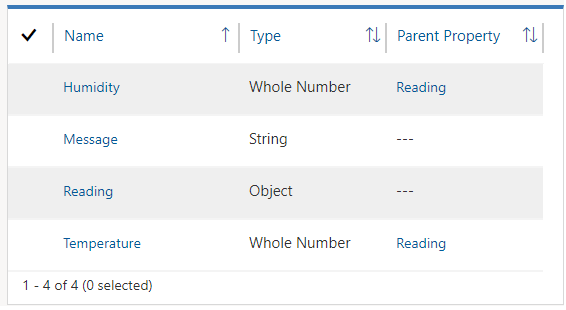 Name Type Parent Property
Humidity Whole Number Reading
Message String ---
Reading Object ---
Temperature Whole Number Reading
1 - 4 of 4 (0 selected)